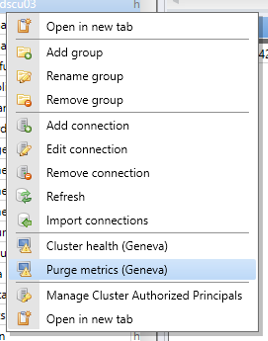 dscu03
h
Open in new tab
Add group
Rename group
Remove group
Add connection
Edit connection
Remove connection
Refresh
Import connections
Cluster health (Geneva)
Purge metrics (Geneva)
Manage Cluster Authorized Principals
Open in new tab